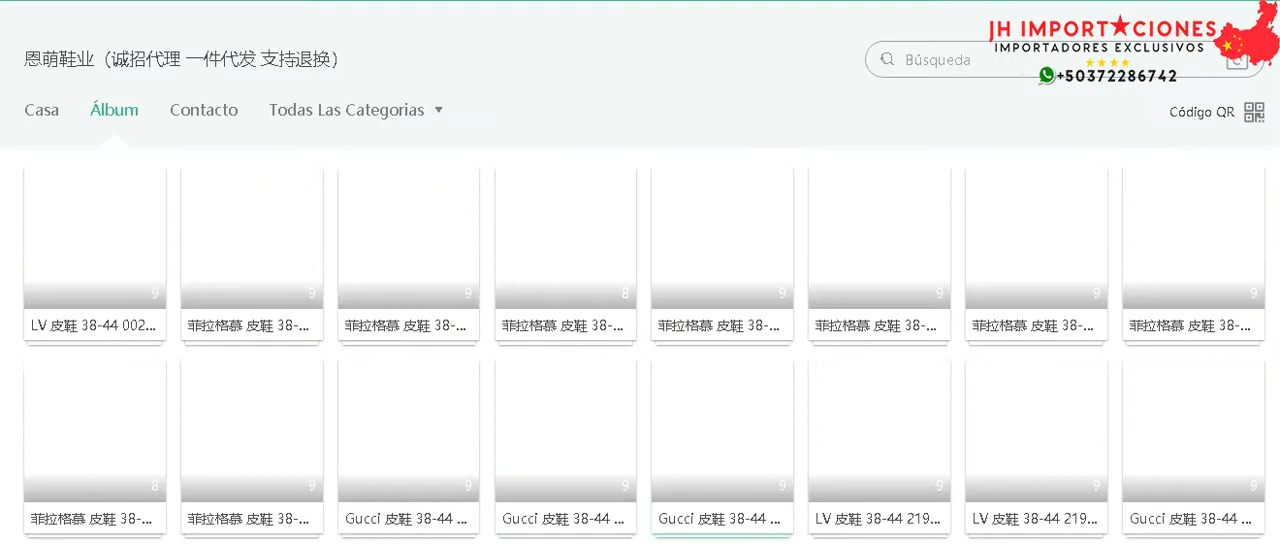 JH IMPORT★CIONES
IMPORTADORES EXCLUSIVOS
恩萌鞋业（诚招代理 一件代发 支持退换）
Búsqueda
+50372286742
Casa Álbum Contacto Todas Las Categorias
Código QR
9 9 9 8 9 9 9 9
LV 皮鞋 38-44 002... 菲拉格慕 皮鞋 38-... 菲拉格慕 皮鞋 38-... 菲拉格慕 皮鞋 38-... 菲拉格慕 皮鞋 38-... 菲拉格慕 皮鞋 38-... 菲拉格慕 皮鞋 38-... 菲拉格慕 皮鞋 38-...
8 9 9 9 9 9 9 9
菲拉格慕 皮鞋 38-... 菲拉格慕 皮鞋 38-... Gucci 皮鞋 38-44 ... Gucci 皮鞋 38-44 ... Gucci 皮鞋 38-44 ... LV 皮鞋 38-44 219... LV 皮鞋 38-44 219... Gucci 皮鞋 38-44 ...